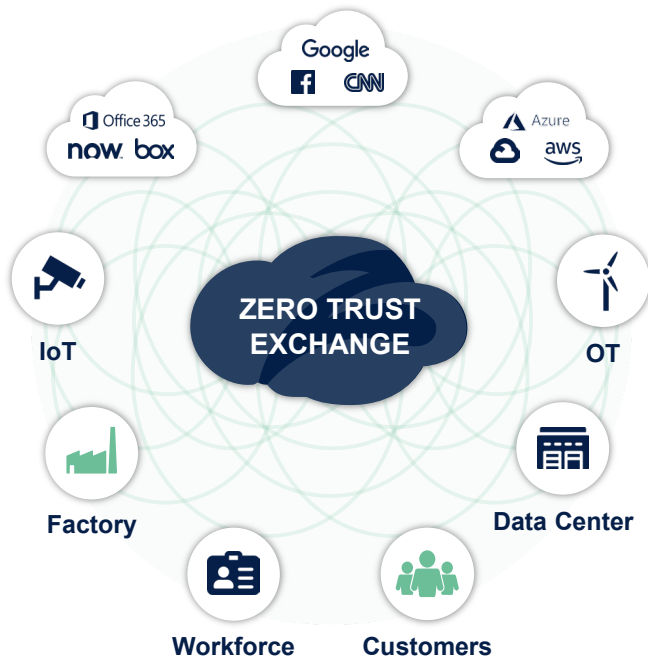 Google
f CNN
Office 365
now. box
Azure
aws
ZERO TRUST
EXCHANGE
IoT
OT
Factory
Data Center
Workforce
Customers